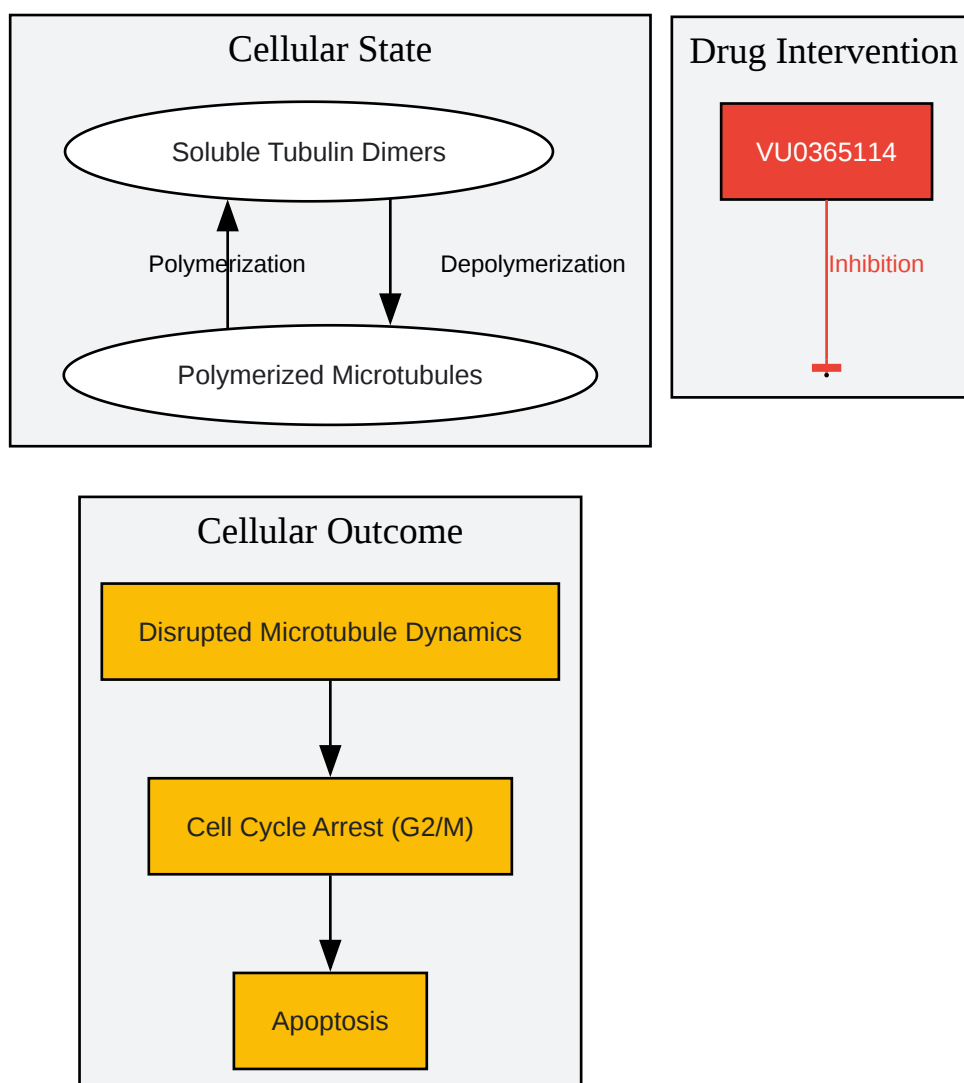 Cellular State
Soluble Tubulin Dimers
Polymerization
Depolymerization
Polymerized Microtubules
Drug Intervention
VU0365114
Inhibition
Cellular Outcome
Disrupted Microtubule Dynamics
Cell Cycle Arrest (G2/M)
Apoptosis